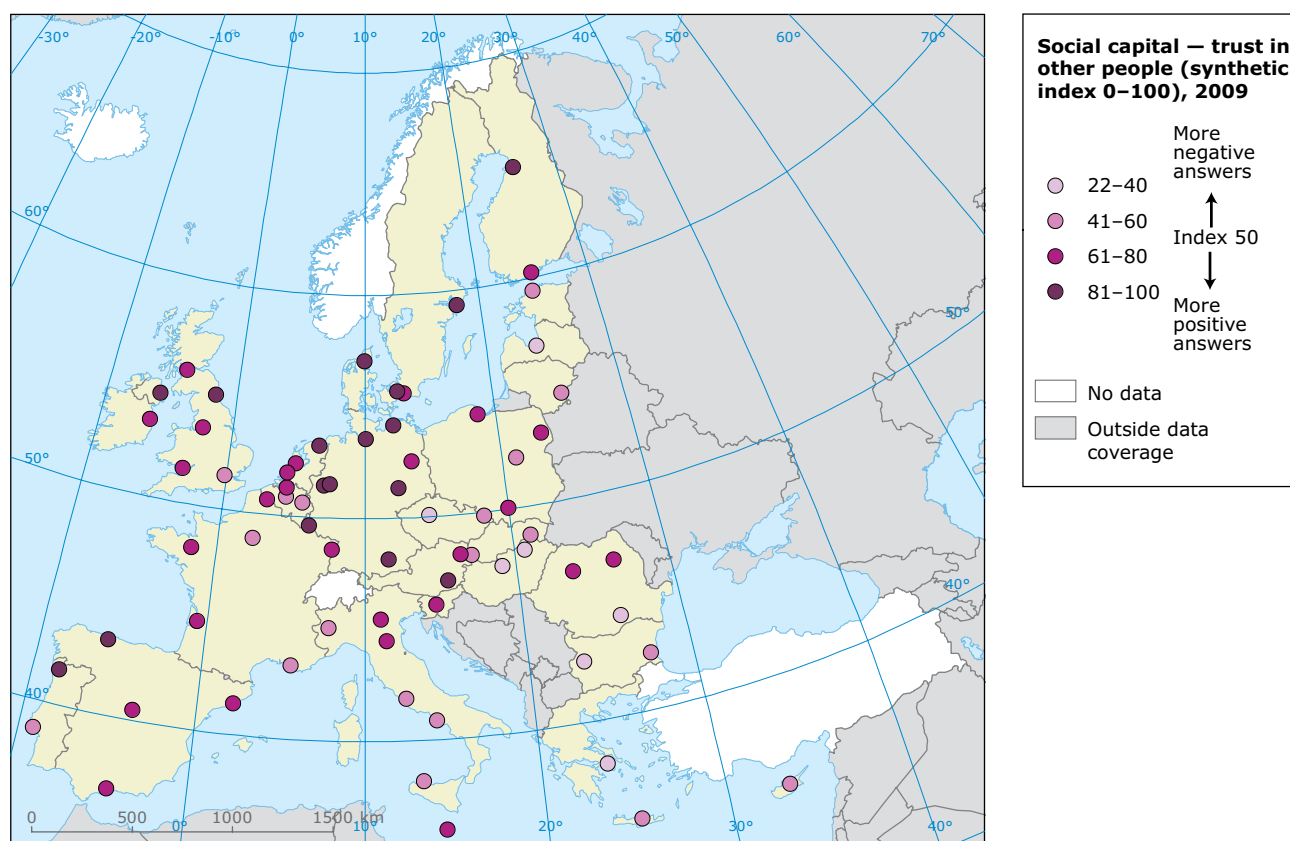 -30° -20° -10° 0° 10° 20° 30° 40° 50° 60° 70°
60°
50°
50°
40°
40°
0 500 1000 1500 km
0° 10° 20° 30° 40°
Social capital — trust in
other people (synthetic
index 0–100), 2009
More
negative
answers
22–40
41–60
Index 50
61–80
81–100
More
positive
answers
No data
Outside data
coverage